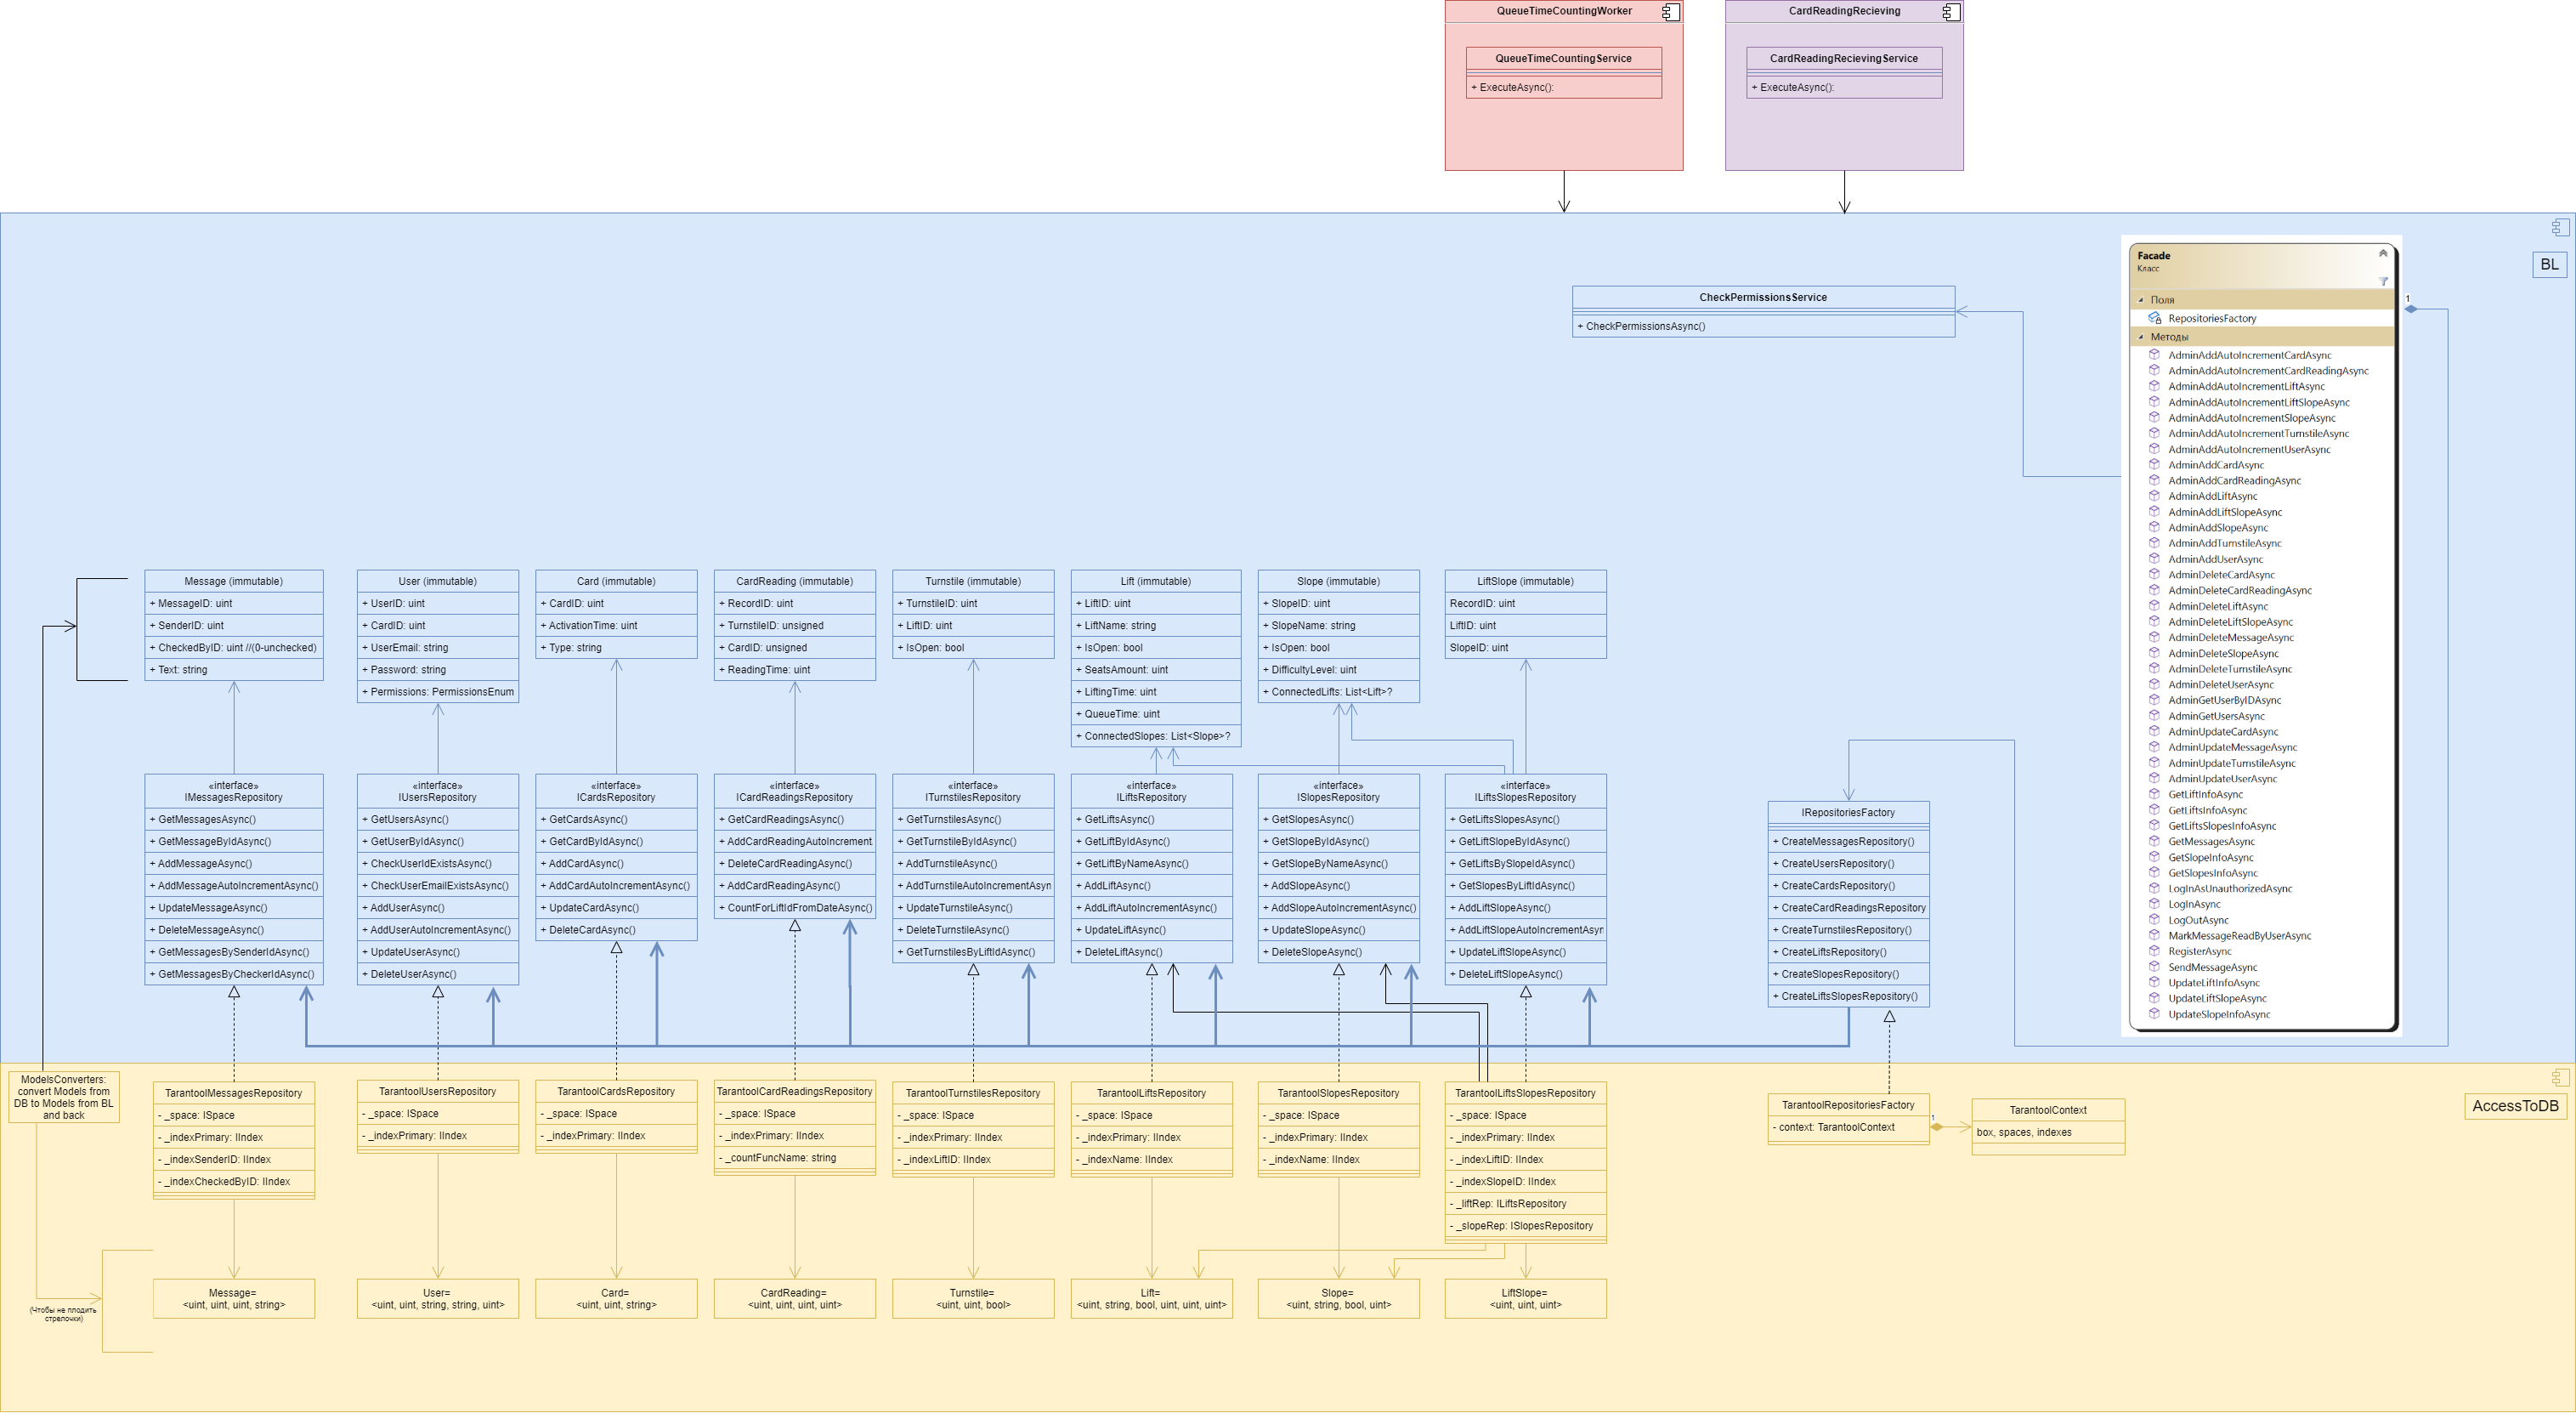 QueueTimeCountingWorker
QueueTimeCountingService
+ ExecuteAsync():
CardReadingRecieving
CardReadingRecievingService
+ ExecuteAsync():
BL
CheckPermissionsService
+ CheckPermissionsAsync()
Facade
Класс
Поля
RepositoriesFactory
Методы
AdminAddAutoIncrementCardAsync
AdminAddAutoIncrementCardReadingAsync
AdminAddAutoIncrementLiftAsync
AdminAddAutoIncrementLiftSlopeAsync
AdminAddAutoIncrementSlopeAsync
AdminAddAutoIncrementTurnstileAsync
AdminAddAutoIncrementUserAsync
AdminAddCardAsync
AdminAddCardReadingAsync
AdminAddLiftAsync
AdminAddLiftSlopeAsync
AdminAddSlopeAsync
AdminAddTurnstileAsync
AdminAddUserAsync
AdminDeleteCardAsync
AdminDeleteCardReadingAsync
AdminDeleteLiftAsync
AdminDeleteLiftSlopeAsync
AdminDeleteMessageAsync
AdminDeleteSlopeAsync
AdminDeleteTurnstileAsync
AdminDeleteUserAsync
AdminGetUserByIDAsync
AdminGetUsersAsync
AdminUpdateCardAsync
AdminUpdateMessageAsync
AdminUpdateTurnstileAsync
AdminUpdateUserAsync
GetLiftInfoAsync
GetLiftsInfoAsync
GetLiftsSlopesInfoAsync
GetMessagesAsync
GetSlopeInfoAsync
GetSlopesInfoAsync
LogInAsUnauthorizedAsync
LogInAsync
LogOutAsync
MarkMessageReadByUserAsync
RegisterAsync
SendMessageAsync
UpdateLiftInfoAsync
UpdateLiftSlopeAsync
UpdateSlopeInfoAsync
1
Message (immutable)
+ MessageID: uint
+ SenderID: uint
+ CheckedByID: uint //(0-unchecked)
+ Text: string
User (immutable)
+ UserID: uint
+ CardID: uint
+ UserEmail: string
+ Password: string
+ Permissions: PermissionsEnum
Card (immutable)
+ CardID: uint
+ ActivationTime: uint
+ Type: string
CardReading (immutable)
+ RecordID: uint
+ TurnstileID: unsigned
+ CardID: unsigned
+ ReadingTime: uint
Turnstile (immutable)
+ TurnstileID: uint
+ LiftID: uint
+ IsOpen: bool
Lift (immutable)
+ LiftID: uint
+ LiftName: string
+ IsOpen: bool
+ SeatsAmount: uint
+ LiftingTime: uint
+ QueueTime: uint
+ ConnectedSlopes: List<Slope>?
Slope (immutable)
+ SlopeID: uint
+ SlopeName: string
+ IsOpen: bool
+ DifficultyLevel: uint
+ ConnectedLifts: List<Lift>?
LiftSlope (immutable)
RecordID: uint
LiftID: uint
SlopeID: uint
«interface»
IMessagesRepository
+ GetMessagesAsync()
+ GetMessageByIdAsync()
+ AddMessageAsync()
+ AddMessageAutoIncrementAsync()
+ UpdateMessageAsync()
+ DeleteMessageAsync()
+ GetMessagesBySenderIdAsync()
+ GetMessagesByCheckerIdAsync()
«interface»
IUsersRepository
+ GetUsersAsync()
+ GetUserByIdAsync()
+ CheckUserIdExistsAsync()
+ CheckUserEmailExistsAsync()
+ AddUserAsync()
+ AddUserAutoIncrementAsync()
+ UpdateUserAsync()
+ DeleteUserAsync()
«interface»
ICardsRepository
+ GetCardsAsync()
+ GetCardByIdAsync()
+ AddCardAsync()
+ AddCardAutoIncrementAsync()
+ UpdateCardAsync()
+ DeleteCardAsync()
«interface»
ICardReadingsRepository
+ GetCardReadingsAsync()
+ AddCardReadingAutoIncrement
+ DeleteCardReadingAsync()
+ AddCardReadingAsync()
+ CountForLiftIdFromDateAsync()
«interface»
ITurnstilesRepository
+ GetTurnstilesAsync()
+ GetTurnstileByIdAsync()
+ AddTurnstileAsync()
+ AddTurnstileAutoIncrementAsyn
+ UpdateTurnstileAsync()
+ DeleteTurnstileAsync()
+ GetTurnstilesByLiftIdAsync()
«interface»
ILiftsRepository
+ GetLiftsAsync()
+ GetLiftByIdAsync()
+ GetLiftByNameAsync()
+ AddLiftAsync()
+ AddLiftAutoIncrementAsync()
+ UpdateLiftAsync()
+ DeleteLiftAsync()
«interface»
ISlopesRepository
+ GetSlopesAsync()
+ GetSlopeByIdAsync()
+ GetSlopeByNameAsync()
+ AddSlopeAsync()
+ AddSlopeAutoIncrementAsync()
+ UpdateSlopeAsync()
+ DeleteSlopeAsync()
«interface»
ILiftsSlopesRepository
+ GetLiftsSlopesAsync()
+ GetLiftSlopeByIdAsync()
+ GetLiftsBySlopeIdAsync()
+ GetSlopesByLiftIdAsync()
+ AddLiftSlopeAsync()
+ AddLiftSlopeAutoIncrementAsyr
+ UpdateLiftSlopeAsync()
+ DeleteLiftSlopeAsync()
IRepositoriesFactory
+ CreateMessagesRepository()
+ CreateUsersRepository()
+ CreateCardsRepository()
+ CreateCardReadingsRepository
+ CreateTurnstilesRepository()
+ CreateLiftsRepository()
+ CreateSlopesRepository()
+ CreateLiftsSlopesRepository()
AccessToDB
ModelsConverters:
convert Models from
DB to Models from BL
and back
TarantoolMessagesRepository
- _space: ISpace
- _indexPrimary: IIndex
- _indexSenderID: IIndex
- _indexCheckedByID: IIndex
TarantoolUsersRepository
- _space: ISpace
- _indexPrimary: IIndex
TarantoolCardsRepository
- _space: ISpace
- _indexPrimary: IIndex
TarantoolCardReadingsRepository
- _space: ISpace
- _indexPrimary: IIndex
- _countFuncName: string
TarantoolTurnstilesRepository
- _space: ISpace
- _indexPrimary: IIndex
- _indexLiftID: IIndex
TarantoolLiftsRepository
- _space: ISpace
- _indexPrimary: IIndex
- _indexName: IIndex
TarantoolSlopesRepository
- _space: ISpace
- _indexPrimary: IIndex
- _indexName: IIndex
TarantoolLiftsSlopesRepository
- _space: ISpace
- _indexPrimary: IIndex
- _indexLiftID: IIndex
- _indexSlopeID: IIndex
- _liftRep: ILiftsRepository
- _slopeRep: ISlopesRepository
TarantoolRepositoriesFactory
- context: TarantoolContext
1
TarantoolContext
box, spaces, indexes
(Чтобы не плодить
стрелочки)
Message=
<uint, uint, uint, string>
User=
<uint, uint, string, string, uint>
Card=
<uint, uint, string>
CardReading=
<uint, uint, uint, uint>
Turnstile=
<uint, uint, bool>
Lift=
<uint, string, bool, uint, uint, uint>
Slope=
<uint, string, bool, uint>
LiftSlope=
<uint, uint, uint>